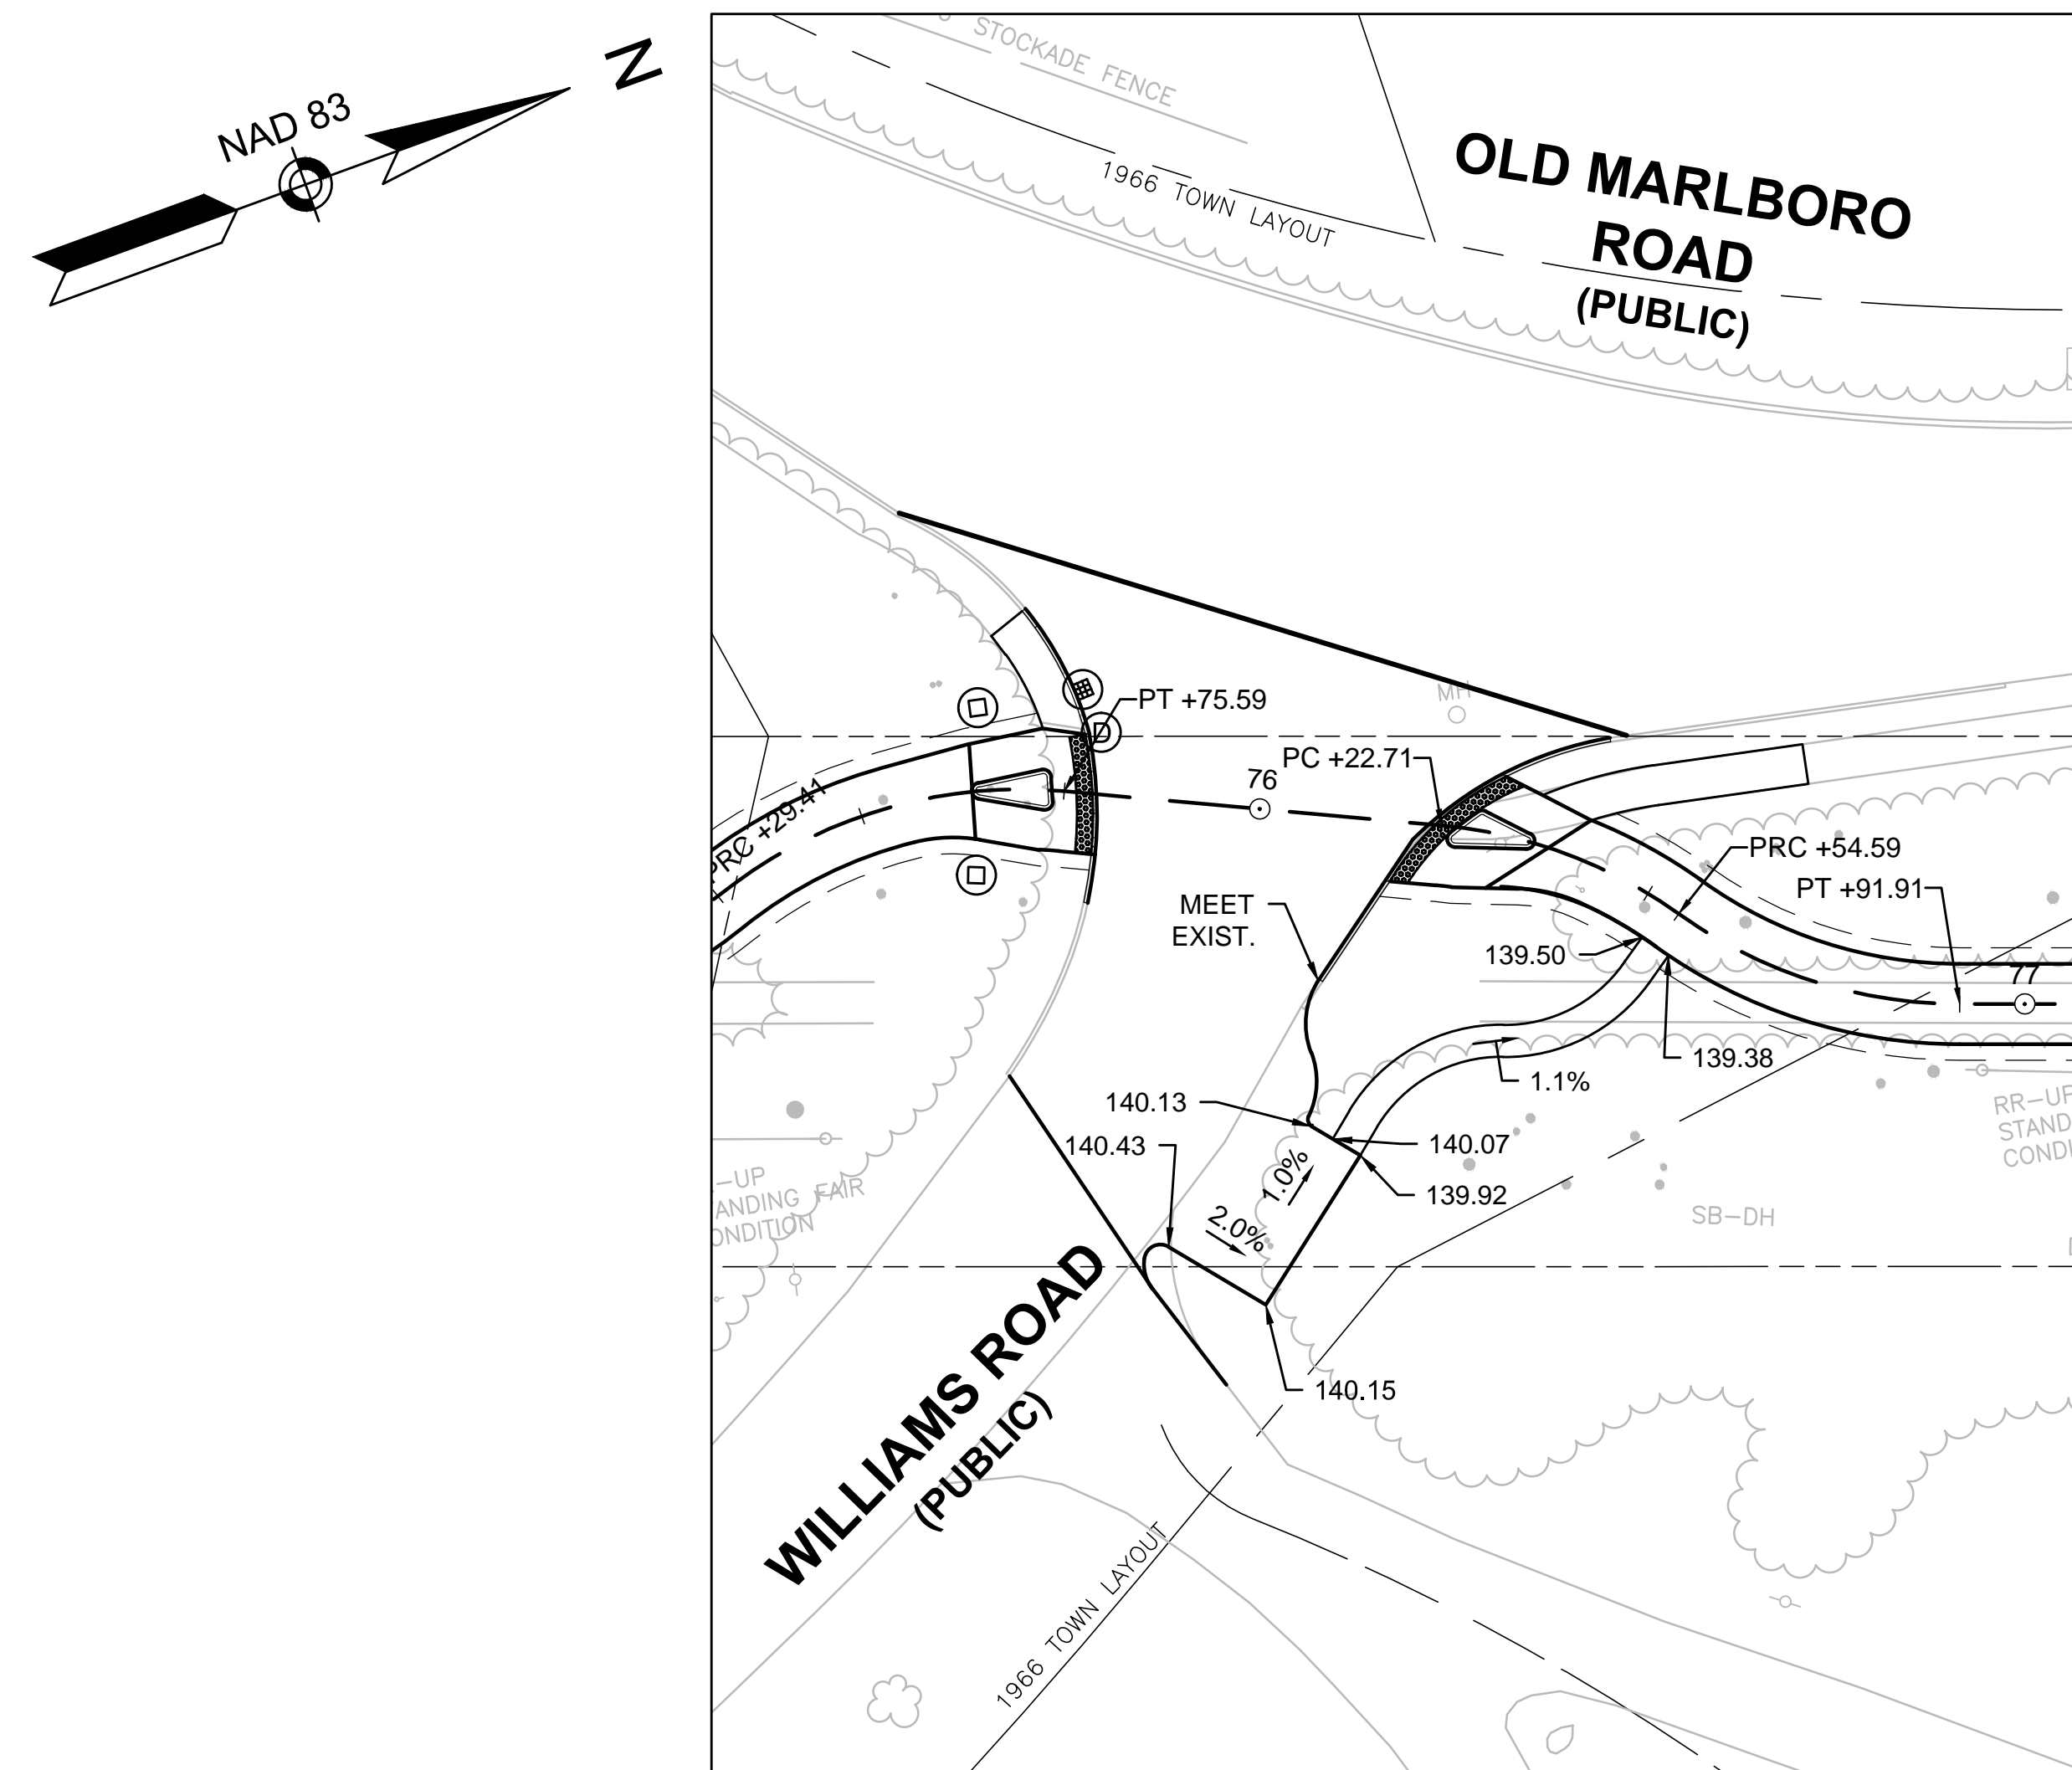 N
NAD 83
STOCKADE FENCE
1966 TOWN LAYOUT
OLD MARLBORO
ROAD
(PUBLIC)
MH
D
PT +75.59
PC +22.71
76
PRC +29.41
PRC +54.59
PT +91.91
MEET
EXIST.
139.50
77
139.38
1.1%
140.13
140.07
140.43
139.92
1.0%
2.0%
140.15
RR-UP
STAND
CONDI
SB-DH
-UP
ANDING FAIR
ONDITION
WILLIAMS ROAD
(PUBLIC)
1966 TOWN LAYOUT